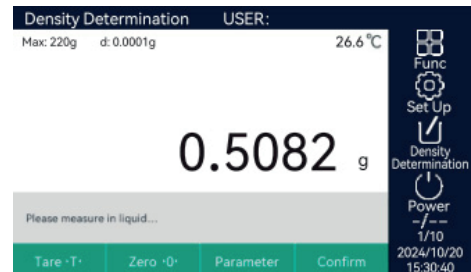 Density Determination USER:
Max: 220g d: 0.0001g 26.6 ℃
0.5082 g
Please measure in liquid...
Tare ·T· Zero ·0· Parameter Confirm
Func
Set Up
Density
Determination
Power
-/--
1/10
2024/10/20
15:30:40